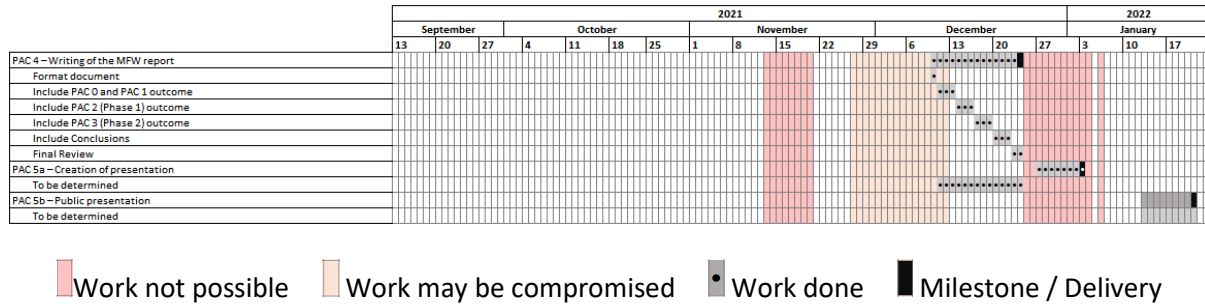 2021 2022
September October November December January
13 20 27 4 11 18 25 1 8 15 22 29 6 13 20 27 3 10 17
PAC 4 – Writing of the MFW report
Format document
Include PAC 0 and PAC 1 outcome
Include PAC 2 (Phase 1) outcome
Include PAC 3 (Phase 2) outcome
Include Conclusions
Final Review
PAC 5a – Creation of presentation
To be determined
PAC 5b – Public presentation
To be determined
Work not possible Work may be compromised Work done Milestone / Delivery